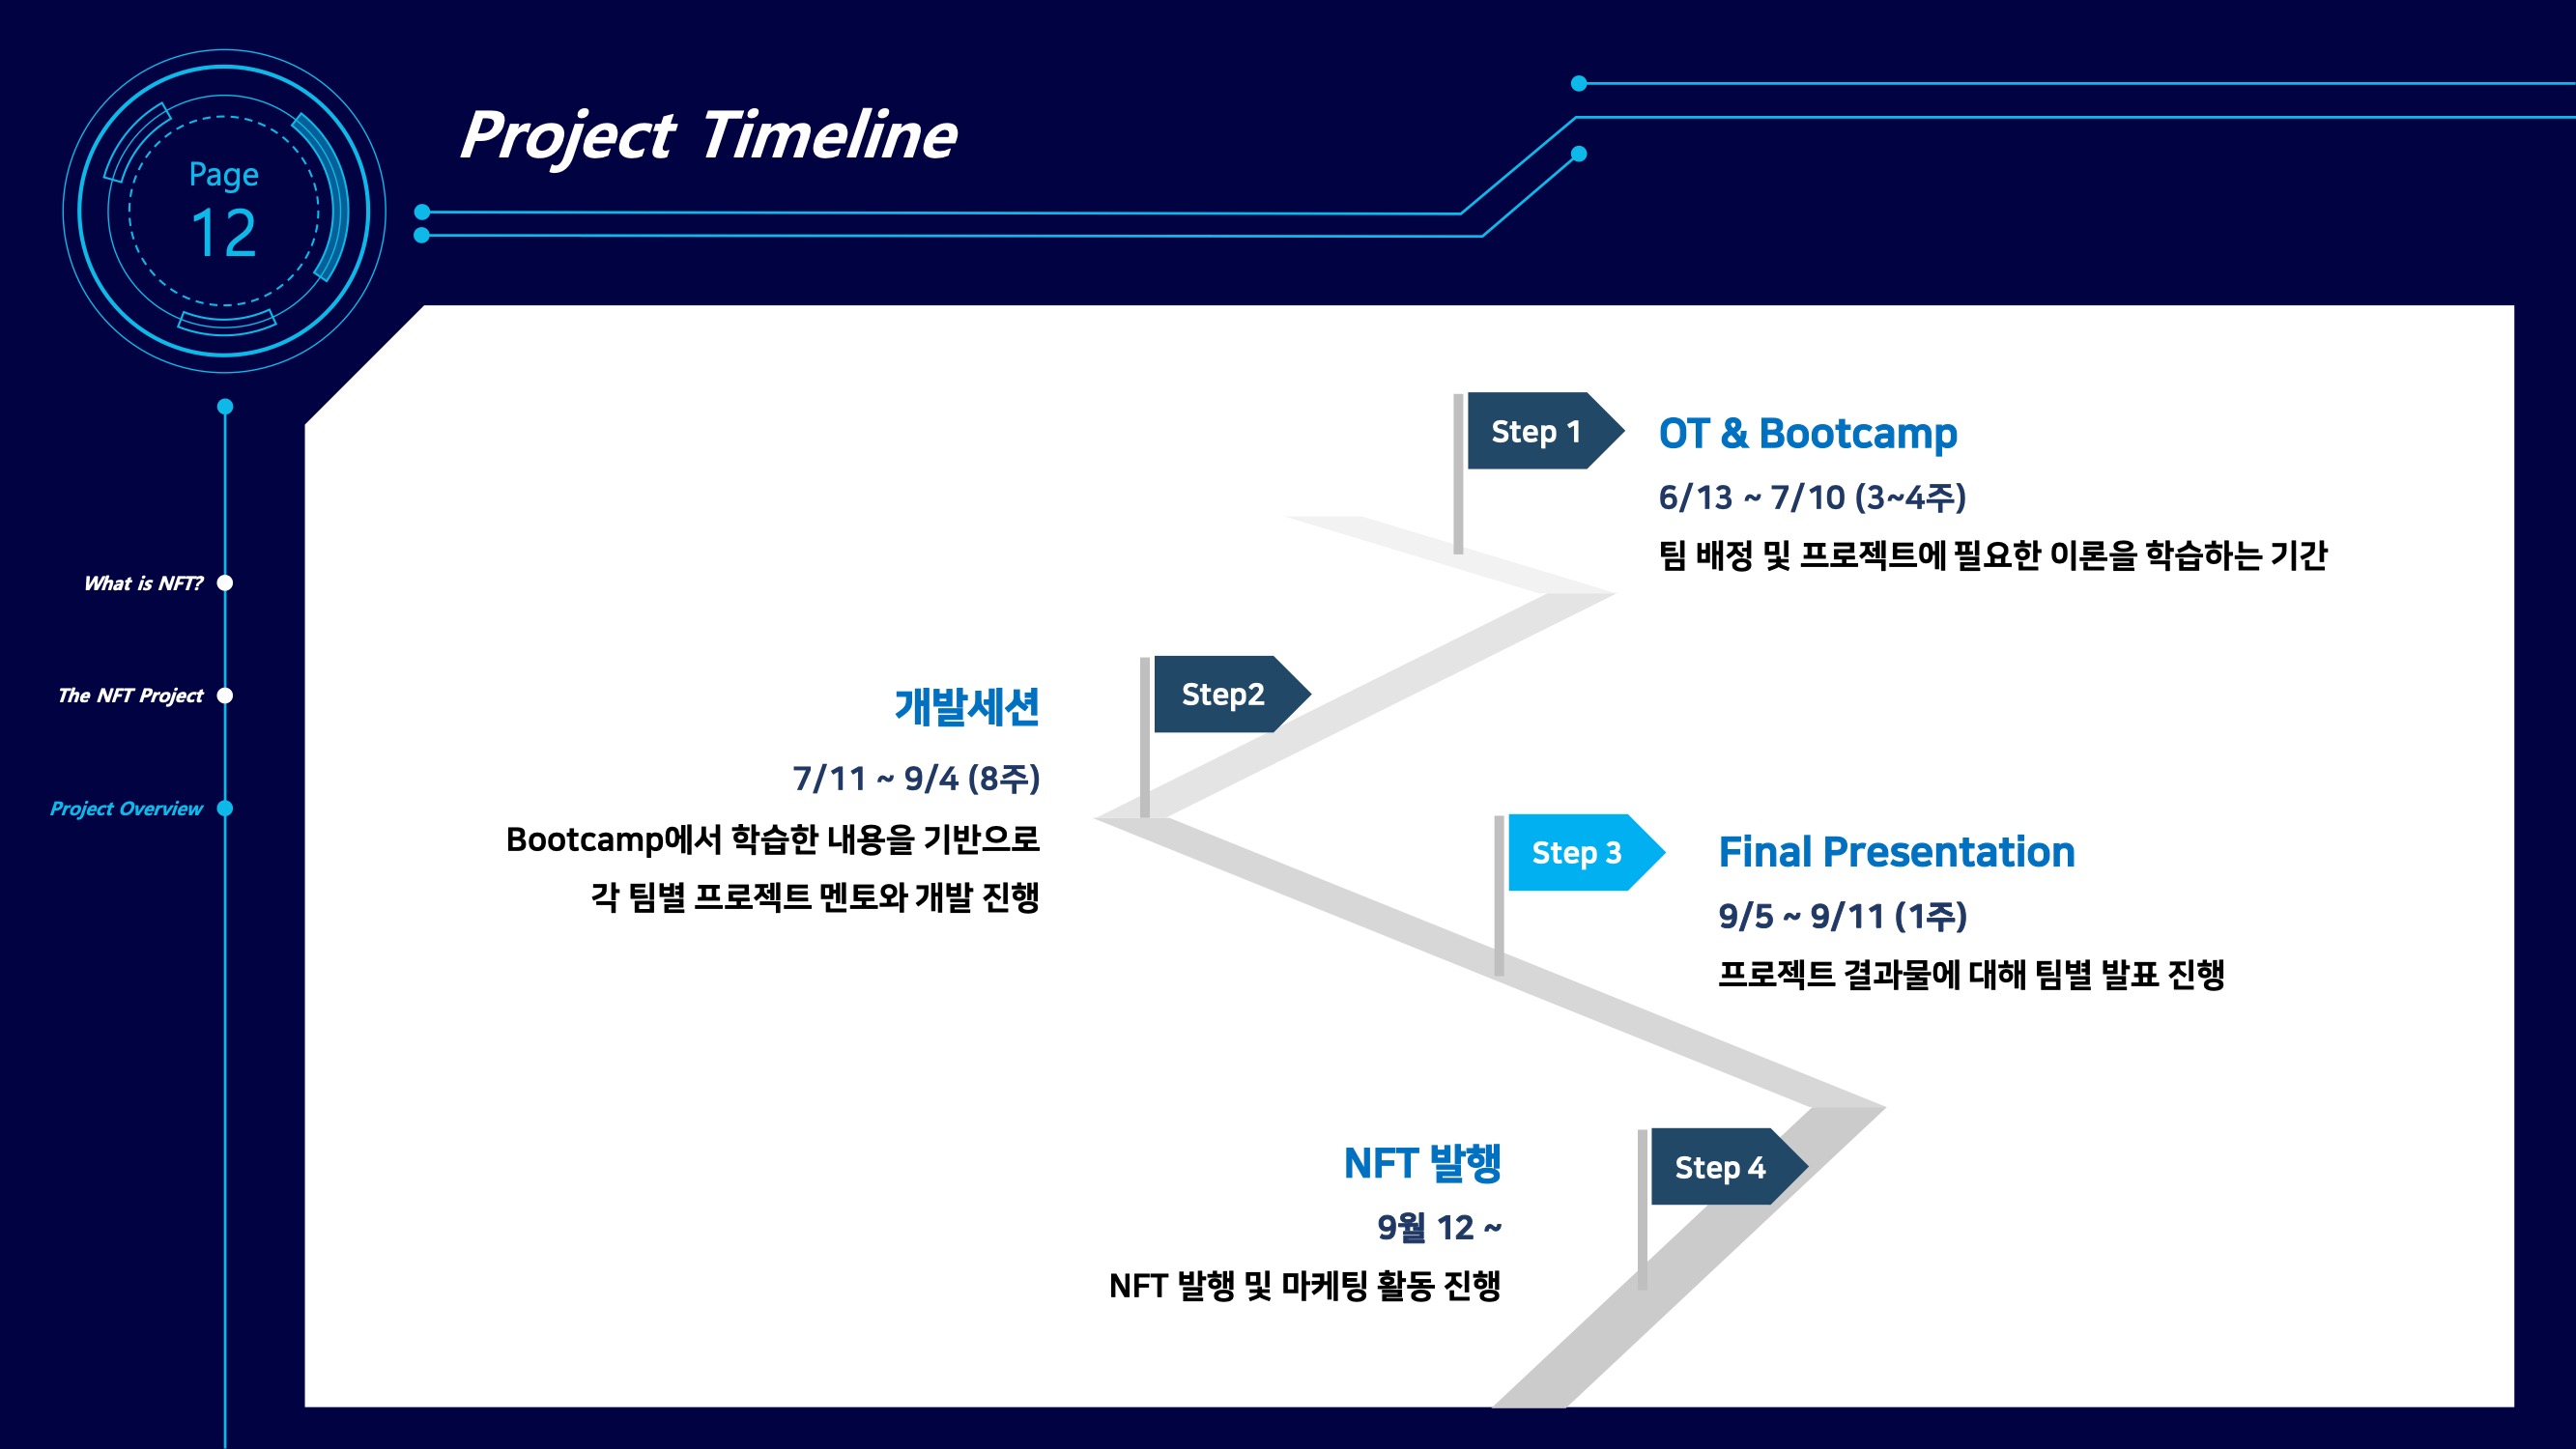 Page
12
Project Timeline
What is NFT?
The NFT Project
Project Overview
Step 1
OT & Bootcamp
6/13 ~ 7/10 (3~4주)
팀 배정 및 프로젝트에 필요한 이론을 학습하는 기간
Step2
개발세션
7/11 ~ 9/4 (8주)
Bootcamp에서 학습한 내용을 기반으로
각 팀별 프로젝트 멘토와 개발 진행
Step 3
Final Presentation
9/5 ~ 9/11 (1주)
프로젝트 결과물에 대해 팀별 발표 진행
Step 4
NFT 발행
9월 12 ~
NFT 발행 및 마케팅 활동 진행